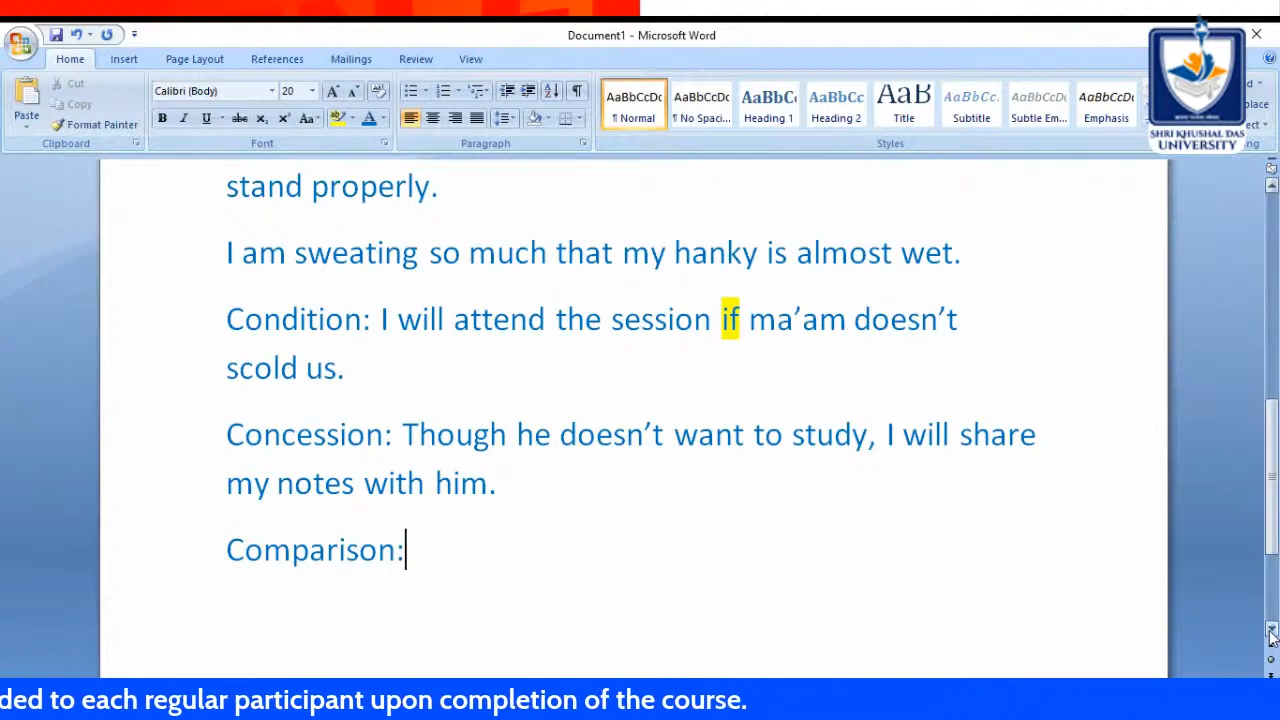 Document1 - Microsoft Word
Home Insert Page Layout References Mailings Review View
Paste
Cut
Copy
Format Painter
Clipboard
Calibri (Body) 20
Font
Paragraph
AaBbCcDc AaBbCcDc AaBbC AaBbCc AaB AaBbCc. AaBbCcDc AaBbCcDc
¶ Normal ¶ No Spaci... Heading 1 Heading 2 Title Subtitle Subtle Em... Emphasis
Styles
SHRI KHUSHAL DAS
UNIVERSITY
stand properly.
I am sweating so much that my hanky is almost wet.
Condition: I will attend the session if ma’am doesn’t
scold us.
Concession: Though he doesn’t want to study, I will share
my notes with him.
Comparison:
ded to each regular participant upon completion of the course.